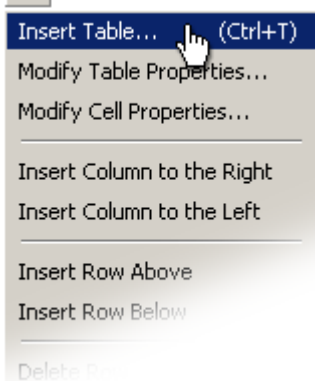 Insert Table... (Ctrl+T)
Modify Table Properties...
Modify Cell Properties...
Insert Column to the Right
Insert Column to the Left
Insert Row Above
Insert Row Below
Delete